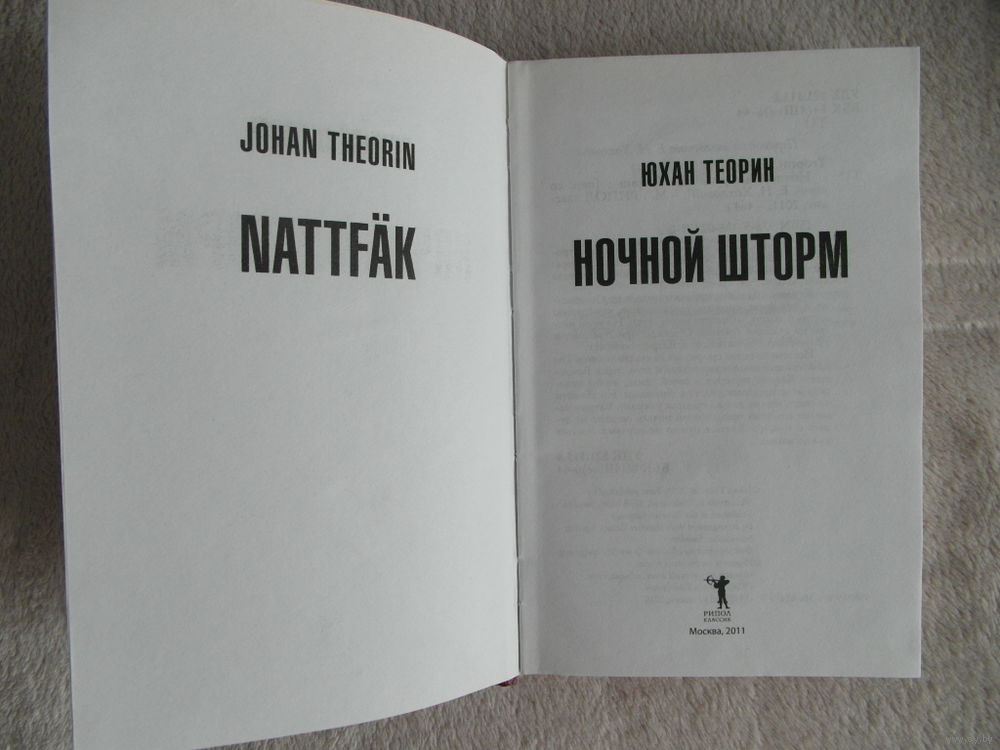 JOHAN THEORIN
NATTFÄK
ЮХАН ТЕОРИН
НОЧНОЙ ШТОРМ
РИПОЛ
КЛАССИК
Москва, 2011